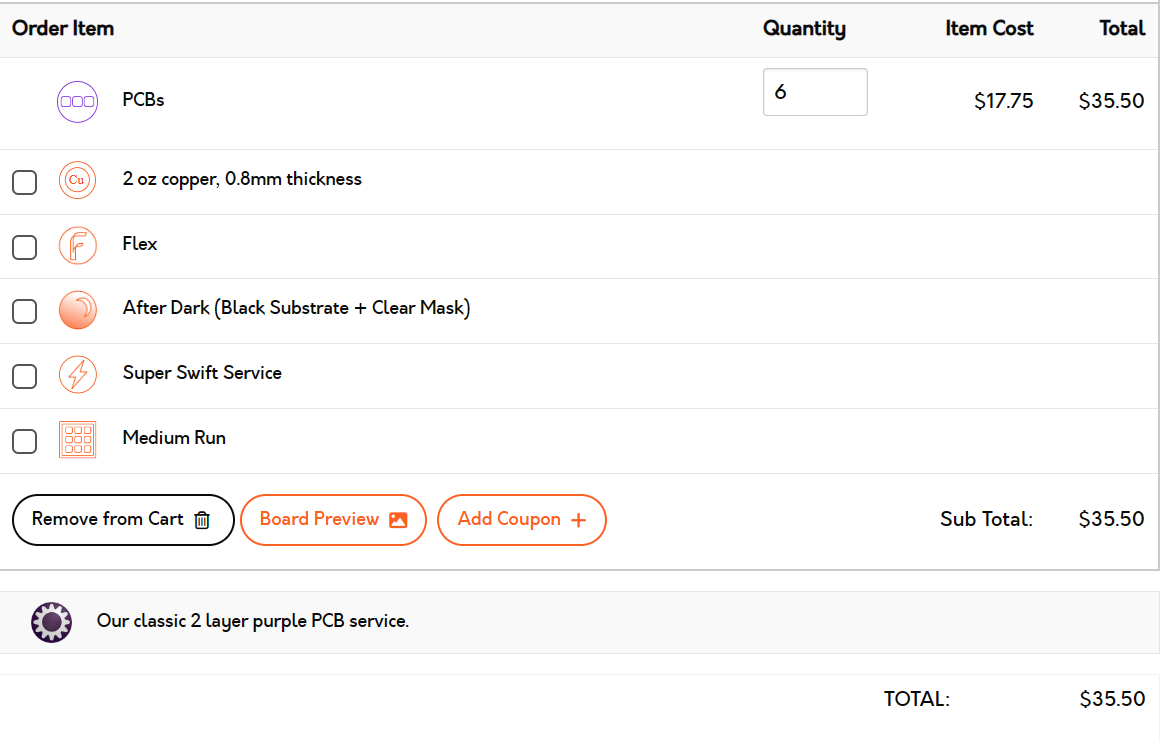 Order Item Quantity Item Cost Total
PCBs 6 $17.75 $35.50
Cu 2 oz copper, 0.8mm thickness
Flex
After Dark (Black Substrate + Clear Mask)
Super Swift Service
Medium Run
Remove from Cart Board Preview Add Coupon + Sub Total: $35.50
Our classic 2 layer purple PCB service.
TOTAL: $35.50